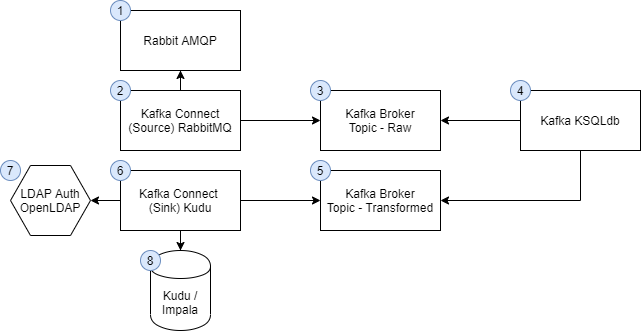 1
Rabbit AMQP
2
Kafka Connect
(Source) RabbitMQ
3
Kafka Broker
Topic - Raw
4
Kafka KSQLdb
7
LDAP Auth
OpenLDAP
6
Kafka Connect
(Sink) Kudu
5
Kafka Broker
Topic - Transformed
8
Kudu /
Impala